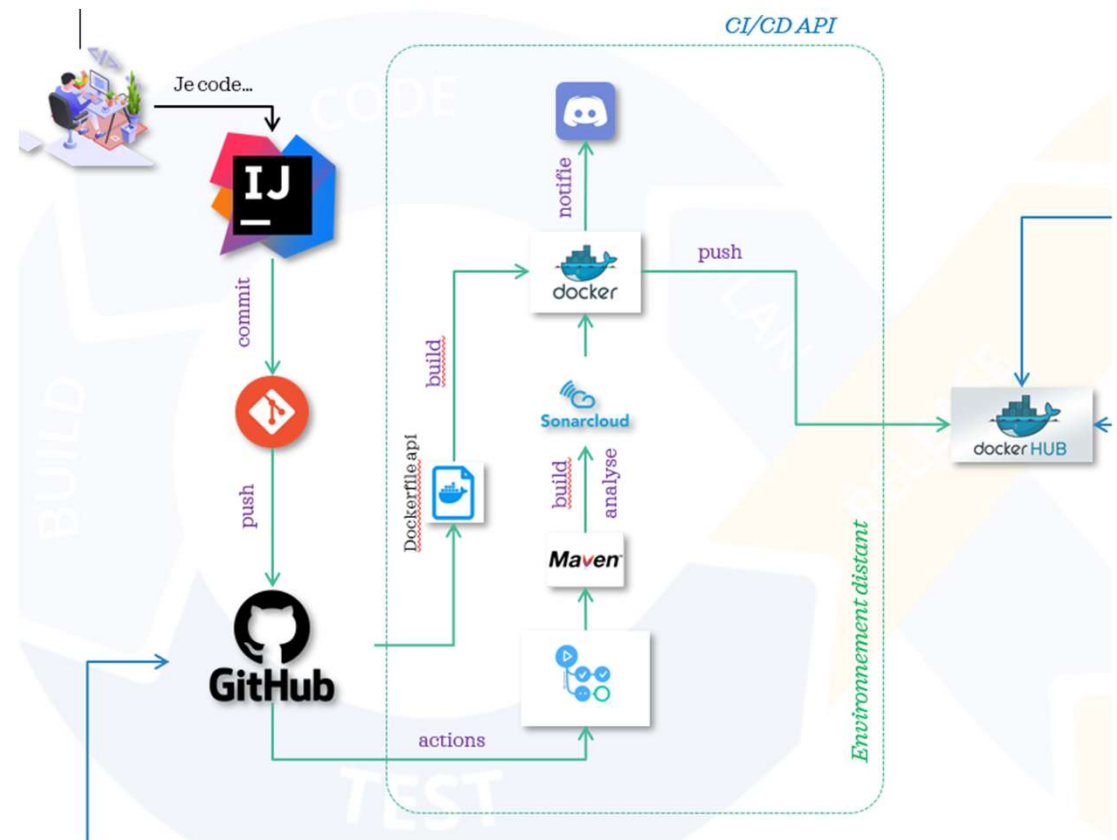 CI/CD API
Je code...
CODE
IJ
notifie
docker
push
commit
build
LAN
BUILD
Sonarcloud
docker HUB
Dockerfile api
build
analyse
push
Maven
Environnement distant
GitHub
actions
TEST